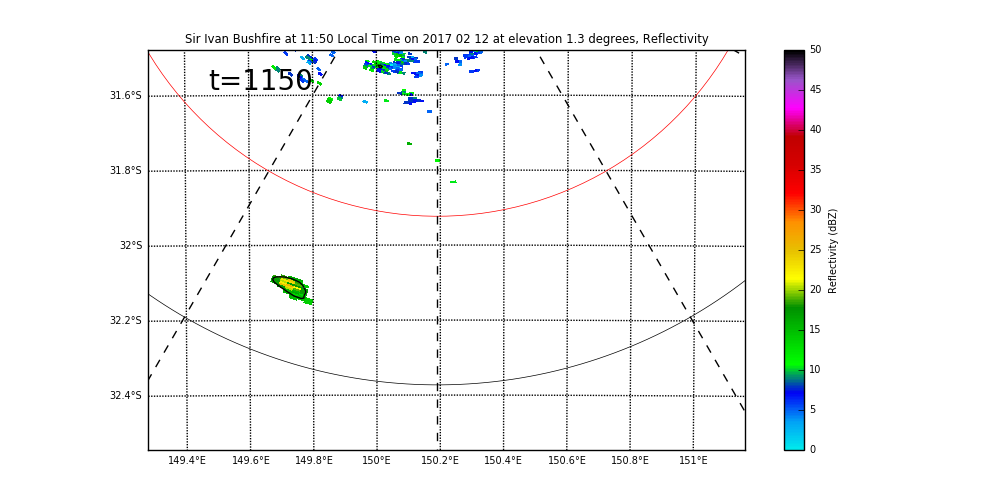 Sir Ivan Bushfire at 11:50 Local Time on 2017 02 12 at elevation 1.3 degrees, Reflectivity
t=1150
31.6°S
31.8°S
32°S
32.2°S
32.4°S
149.4°E 149.6°E 149.8°E 150°E 150.2°E 150.4°E 150.6°E 150.8°E 151°E
50
45
40
35
30
25
20
15
10
5
0
Reflectivity (dBZ)